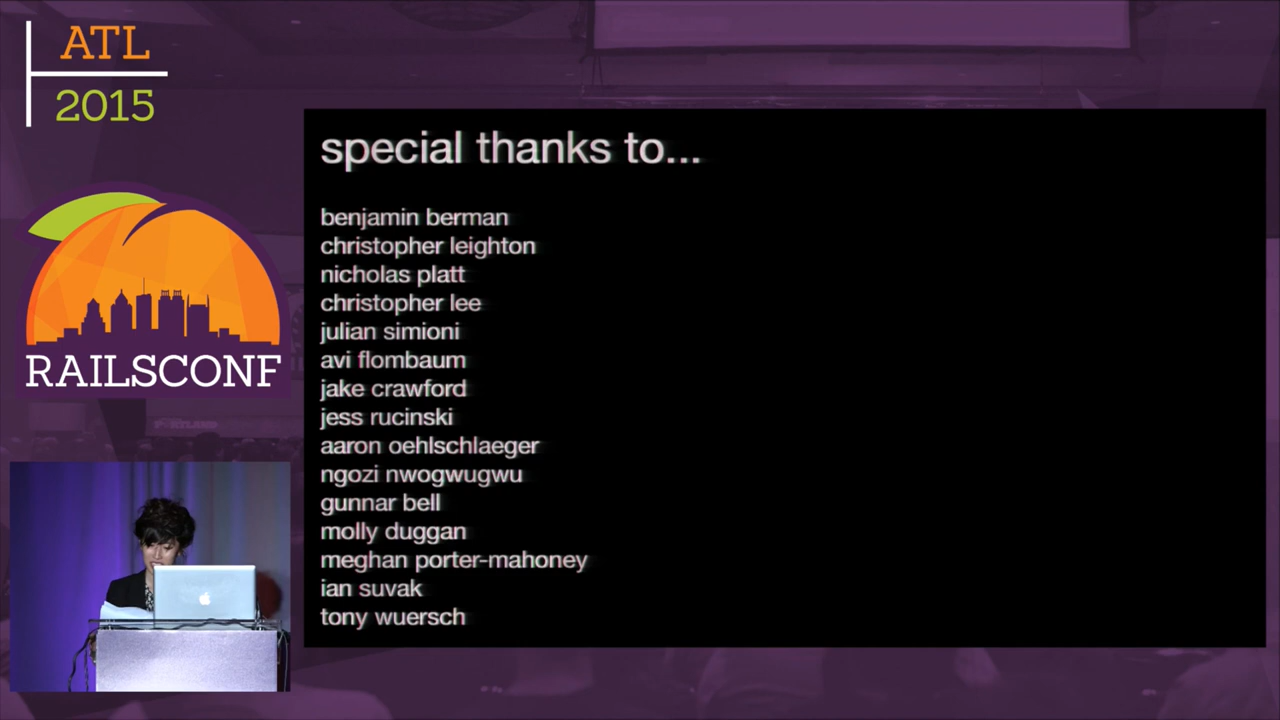 ATL
2015
RAILSCONF
special thanks to...
benjamin berman
christopher leighton
nicholas platt
christopher lee
julian simioni
avi flombaum
jake crawford
jess rucinski
aaron oehlschlaeger
ngozi nwogwugwu
gunnar bell
molly duggan
meghan porter-mahoney
ian suvak
tony wuersch